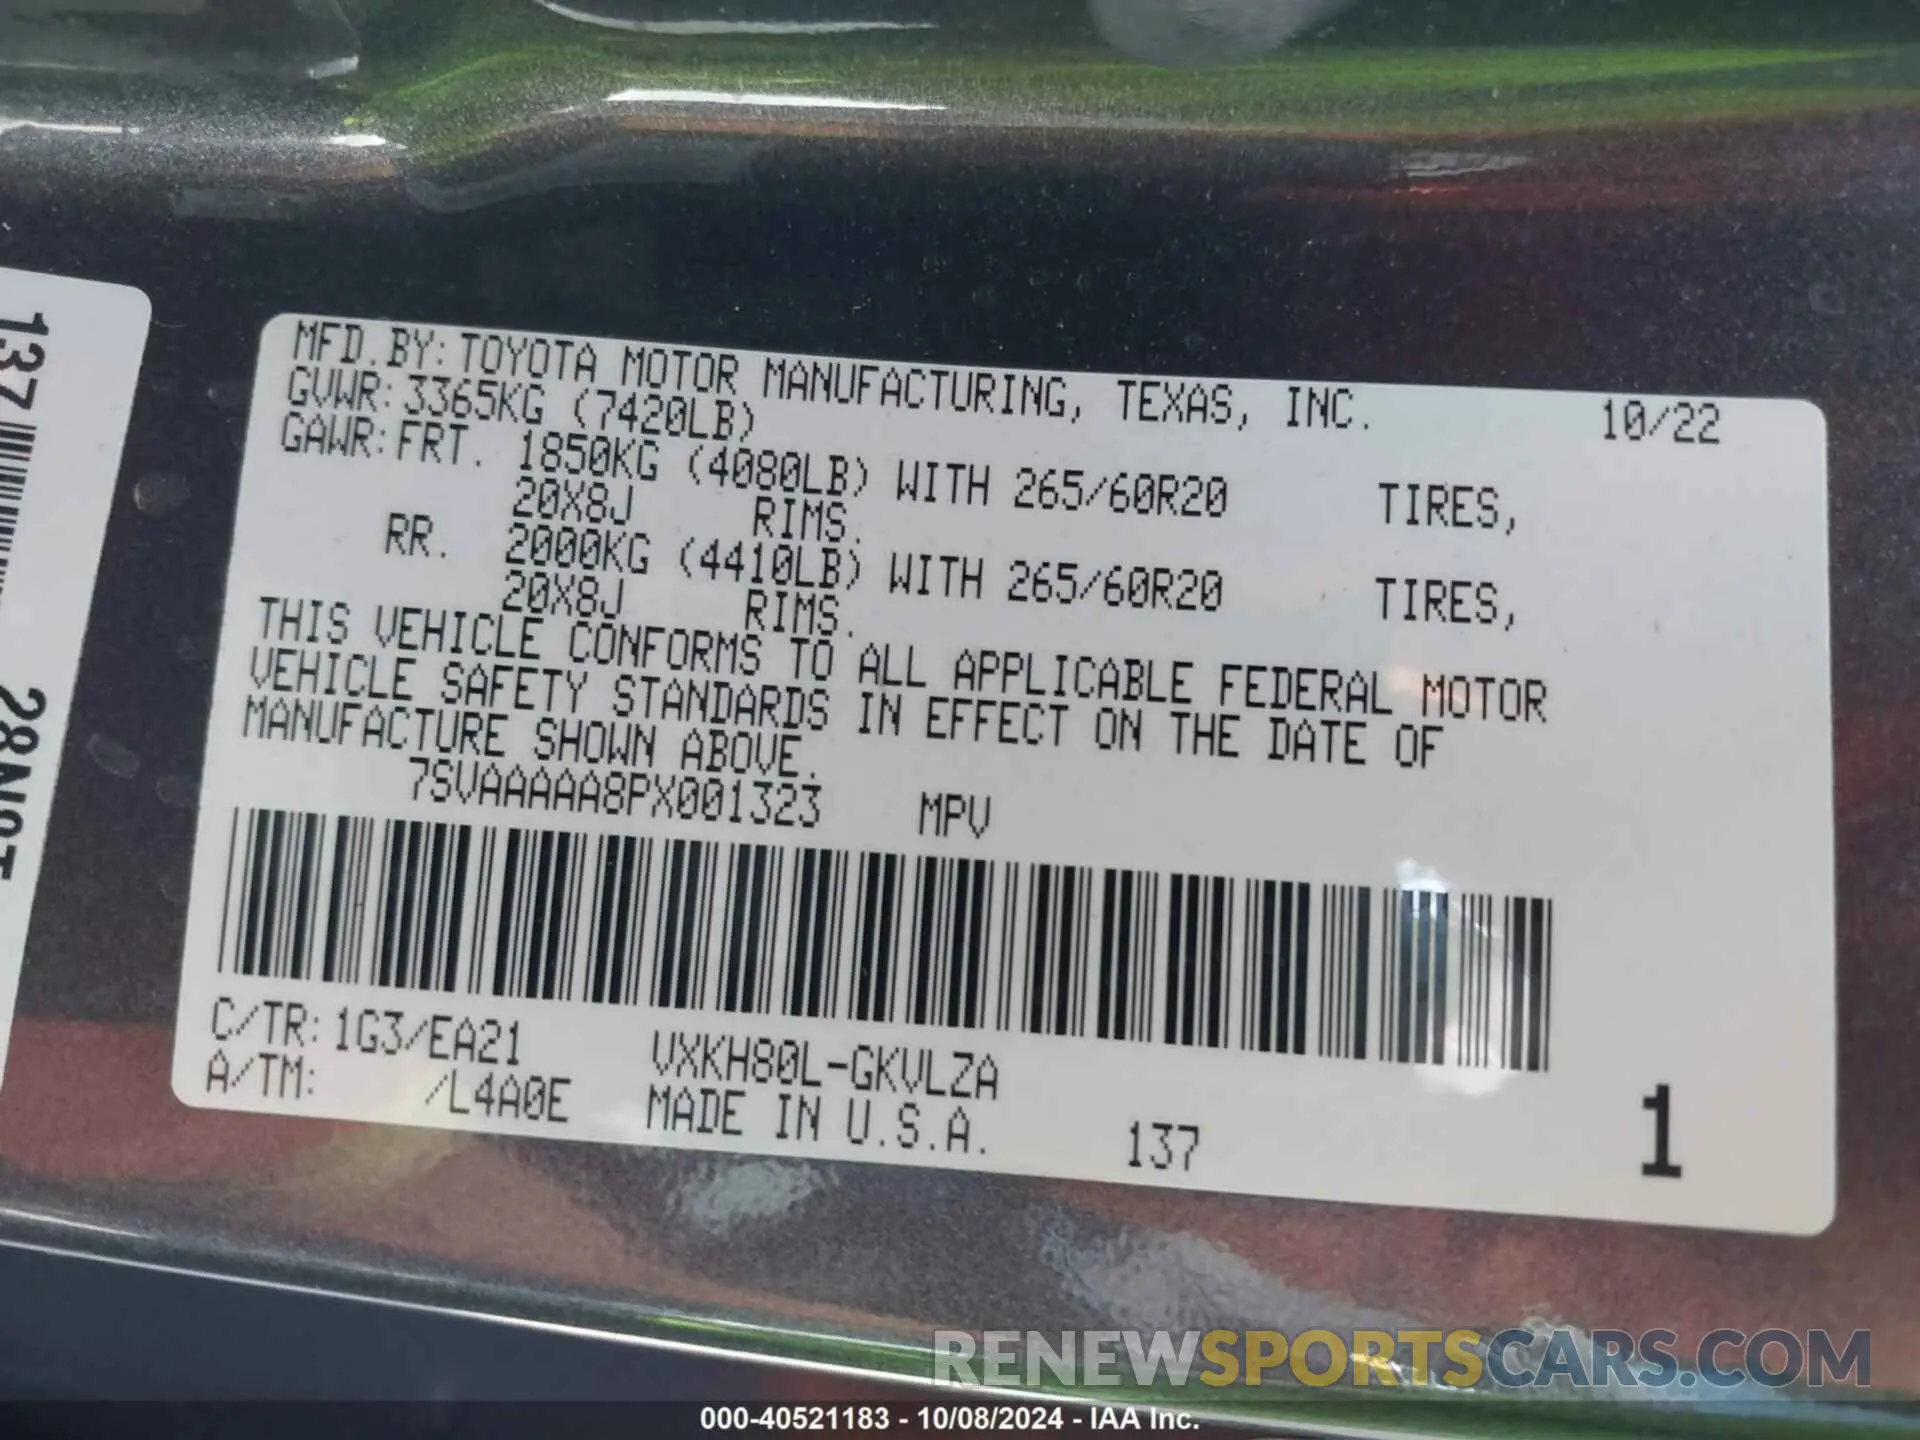 MFD.BY:TOYOTA MOTOR MANUFACTURING, TEXAS, INC. 10/22
GVWR:3365KG (7420LB)
GAWR:FRT. 1850KG (4080LB) WITH 265/60R20 TIRES,
20X8J RIMS.
RR. 2000KG (4410LB) WITH 265/60R20 TIRES,
20X8J RIMS.
THIS VEHICLE CONFORMS TO ALL APPLICABLE FEDERAL MOTOR
VEHICLE SAFETY STANDARDS IN EFFECT ON THE DATE OF
MANUFACTURE SHOWN ABOVE.
7SVAAAAA8PX001323 MPV
C/TR:1G3/EA21 VXKH80L-GKVLZA
A/TM: /L4A0E MADE IN U.S.A. 137 1
137
RENEWSPORTSCARS.COM
000-40521183 - 10/08/2024 - IAA Inc.